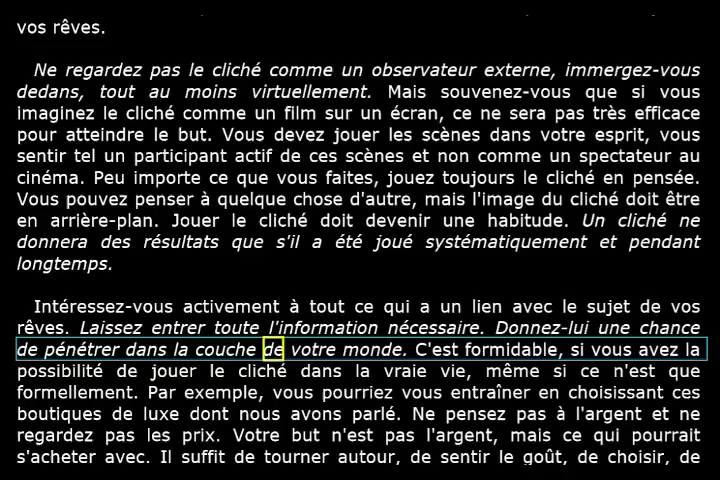 vos rêves.
Ne regardez pas le cliché comme un observateur externe, immergez-vous
dedans, tout au moins virtuellement. Mais souvenez-vous que si vous
imaginez le cliché comme un film sur un écran, ce ne sera pas très efficace
pour atteindre le but. Vous devez jouer les scènes dans votre esprit, vous
sentir tel un participant actif de ces scènes et non comme un spectateur au
cinéma. Peu importe ce que vous faites, jouez toujours le cliché en pensée.
Vous pouvez penser à quelque chose d'autre, mais l'image du cliché doit être
en arrière-plan. Jouer le cliché doit devenir une habitude. Un cliché ne
donnera des résultats que s'il a été joué systématiquement et pendant
longtemps.
Intéressez-vous activement à tout ce qui a un lien avec le sujet de vos
rêves. Laissez entrer toute l'information nécessaire. Donnez-lui une chance
de pénétrer dans la couche de votre monde. C'est formidable, si vous avez la
possibilité de jouer le cliché dans la vraie vie, même si ce n'est que
formellement. Par exemple, vous pourriez vous entraîner en choisissant ces
boutiques de luxe dont nous avons parlé. Ne pensez pas à l'argent et ne
regardez pas les prix. Votre but n'est pas l'argent, mais ce qui pourrait
s'acheter avec. Il suffit de tourner autour, de sentir le goût, de choisir, de